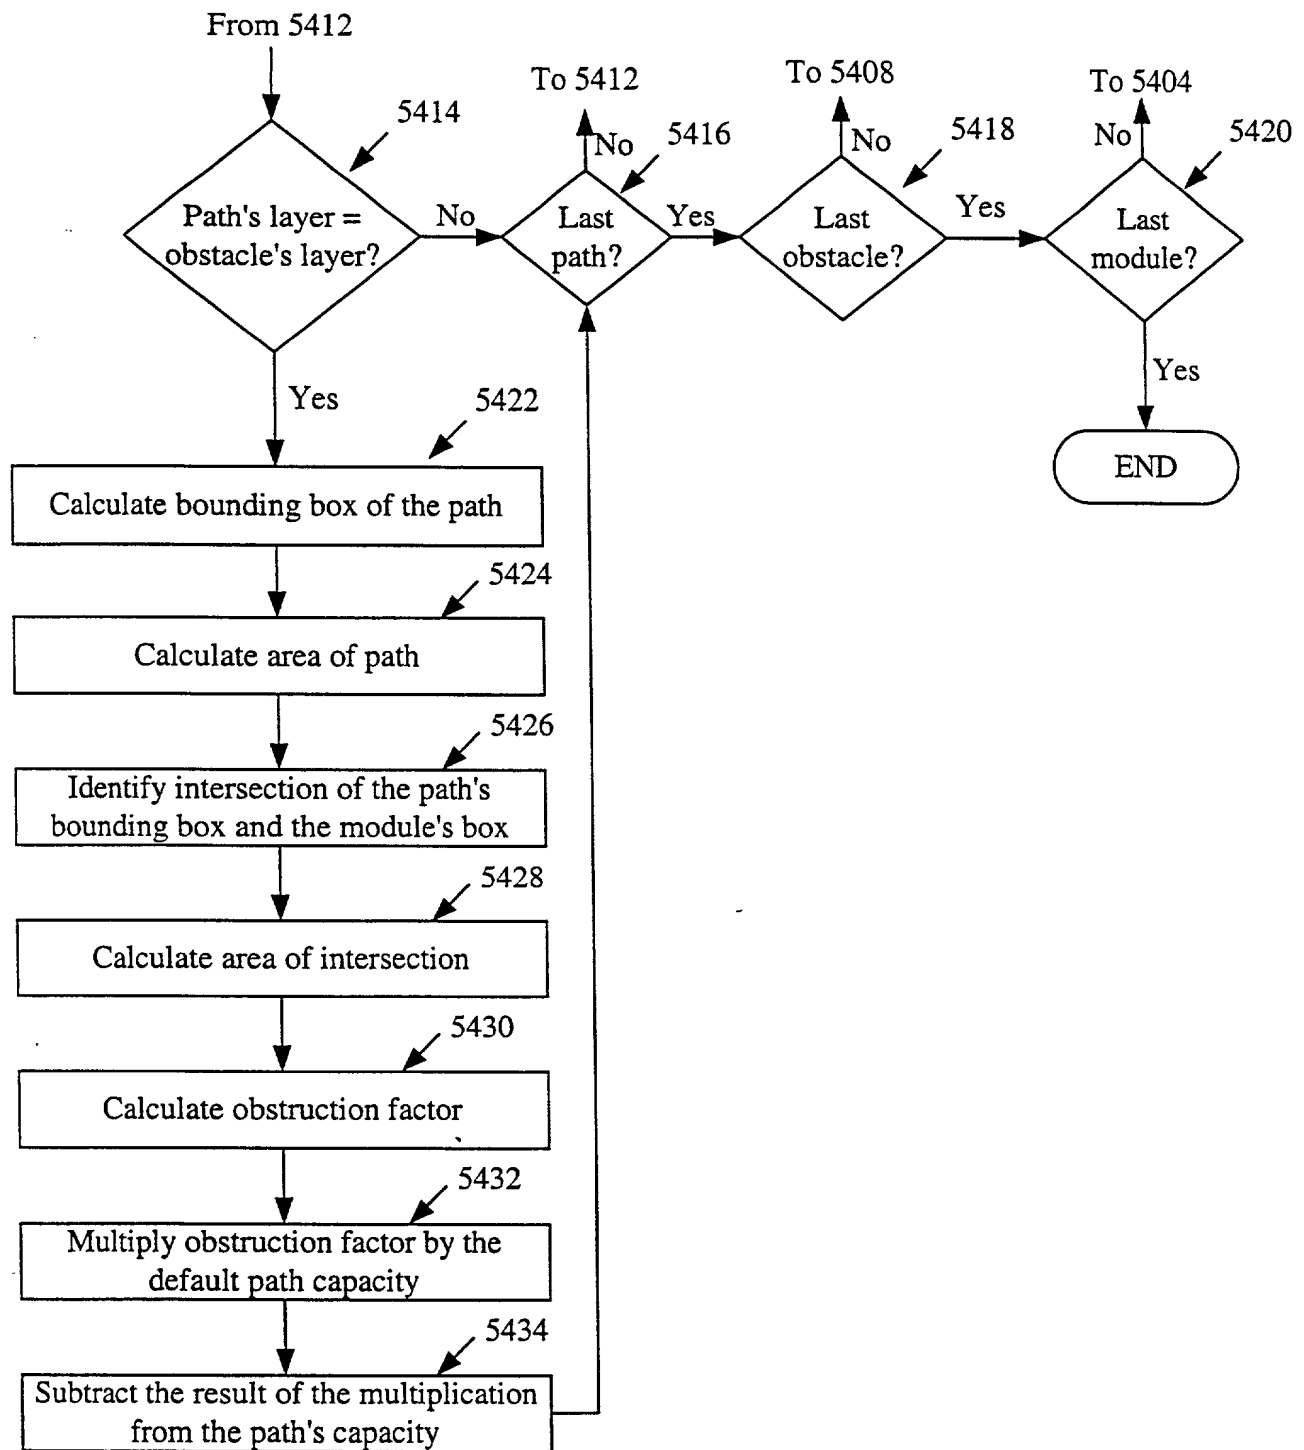 From 5412
To 5412
To 5408
To 5404
5414
5416
5418
5420
No
No
No
Path's layer =
obstacle's layer?
No
Last
path?
Yes
Last
obstacle?
Yes
Last
module?
Yes
Yes
END
5422
Calculate bounding box of the path
5424
Calculate area of path
5426
Identify intersection of the path's
bounding box and the module's box
5428
Calculate area of intersection
5430
Calculate obstruction factor
5432
Multiply obstruction factor by the
default path capacity
5434
Subtract the result of the multiplication
from the path's capacity